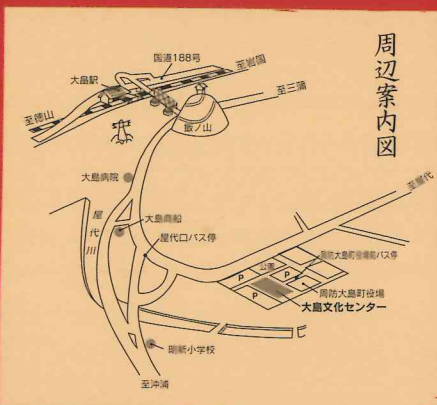 周辺案内図
国道188号
至岩国
大畠駅
至三蒲
至徳山
飯ノ山
大島病院
至屋代
屋代川
大島商船
屋代口バス停
公園
周防大島町役場前バス停
P
P
P
周防大島町役場
大島文化センター
明新小学校
至沖浦